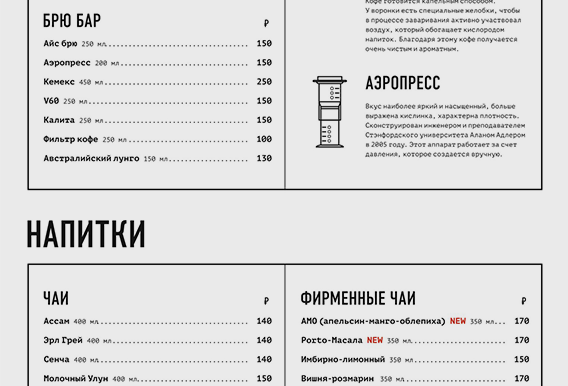 БРЮ БАР ₽
Айс брю 250 мл 150
Аэропресс 200 мл 150
Кемекс 450 мл 250
V60 250 мл 150
Калита 250 мл 150
Фильтр кофе 250 мл 100
Австралийский лунго 150 мл 130
Кофе готовится капельным способом.
У воронки есть специальные желобки, чтобы
в процессе заваривания активно участвовал
воздух, который обогащает кислородом
напиток. Благодаря этому кофе получается
очень чистым и ароматным.
АЭРОПРЕСС
Вкус наиболее яркий и насыщенный, больше
выражена кислинка, характерна плотность.
Сконструирован инженером и преподавателем
Стэнфордского университета Аланом Адлером
в 2005 году. Этот аппарат работает за счет
давления, которое создается вручную.
НАПИТКИ
ЧАИ ₽
Ассам 400 мл 140
Эрл Грей 400 мл 140
Сенча 400 мл 140
Молочный Улун 400 мл 150
ФИРМЕННЫЕ ЧАИ ₽
АМО (апельсин-манго-облепиха) NEW 350 мл 170
Porto-Масала NEW 350 мл 170
Имбирно-лимонный 350 мл 150
Вишня-розмарин 350 мл 170